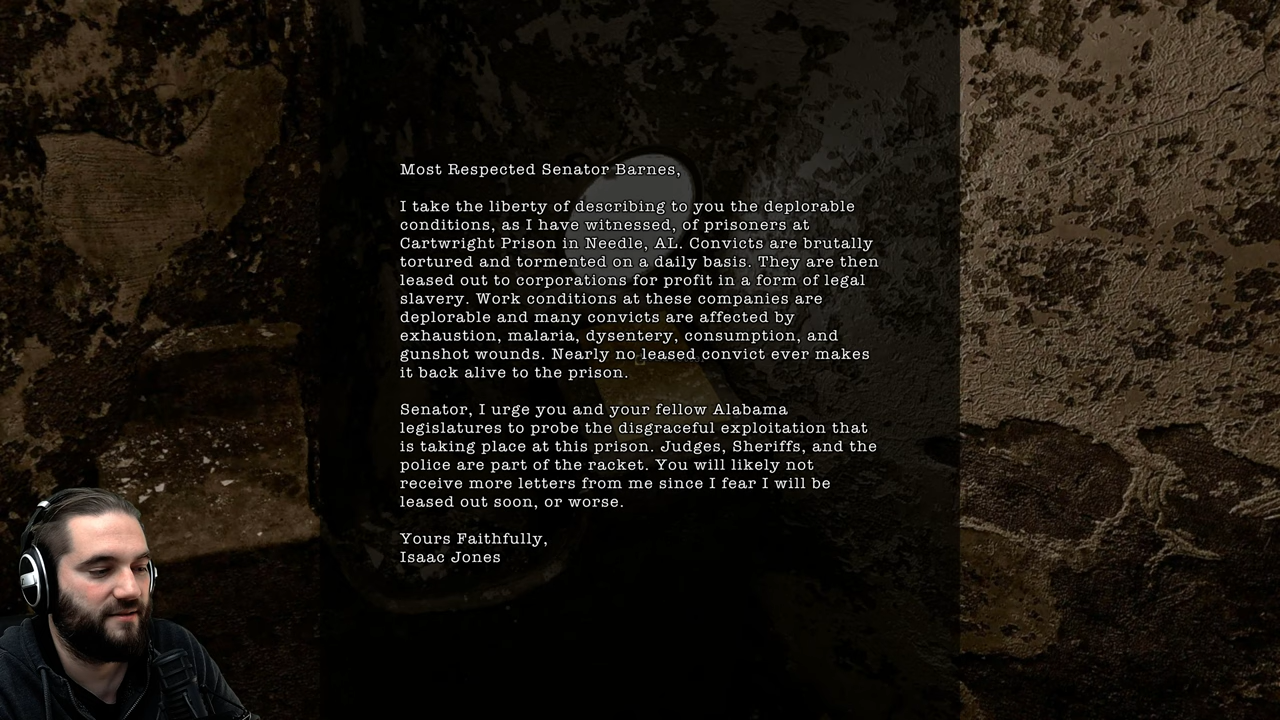 Most Respected Senator Barnes,
I take the liberty of describing to you the deplorable
conditions, as I have witnessed, of prisoners at
Cartwright Prison in Needle, AL. Convicts are brutally
tortured and tormented on a daily basis. They are then
leased out to corporations for profit in a form of legal
slavery. Work conditions at these companies are
deplorable and many convicts are affected by
exhaustion, malaria, dysentery, consumption, and
gunshot wounds. Nearly no leased convict ever makes
it back alive to the prison.
Senator, I urge you and your fellow Alabama
legislatures to probe the disgraceful exploitation that
is taking place at this prison. Judges, Sheriffs, and the
police are part of the racket. You will likely not
receive more letters from me since I fear I will be
leased out soon, or worse.
Yours Faithfully,
Isaac Jones